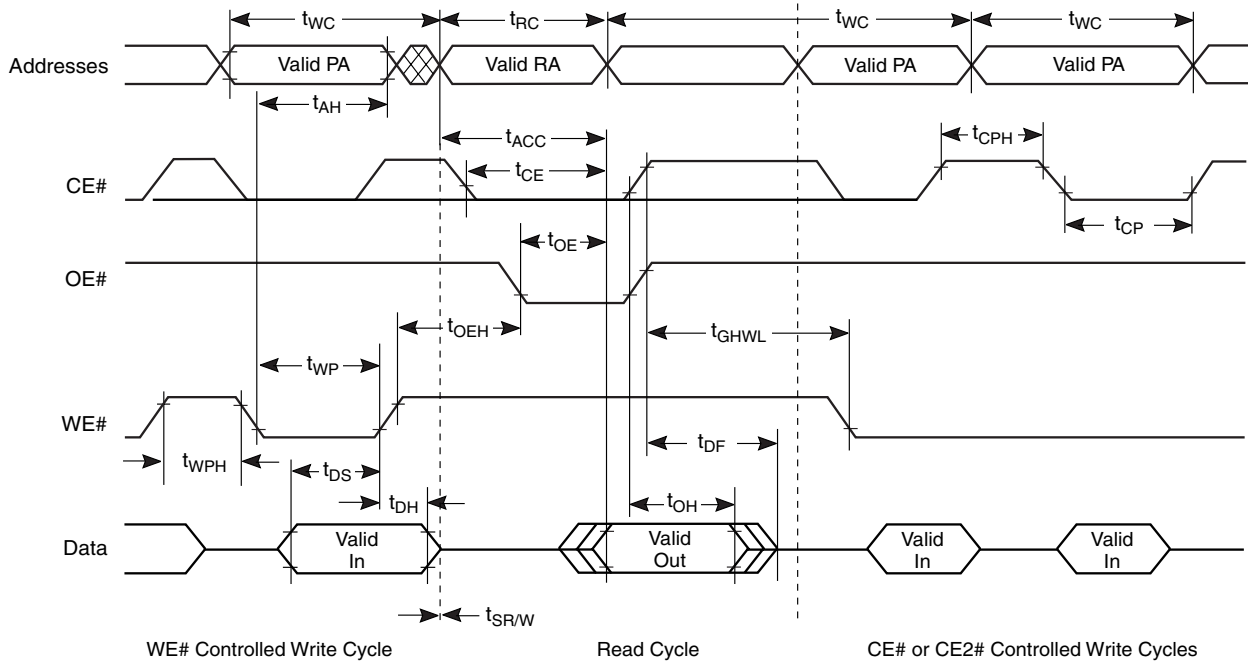 tWC tRC tWC tWC
Addresses Valid PA Valid RA Valid PA Valid PA
tAH
tACC tCPH
CE# tCE
tOE tCP
OE#
tOEH tGHWL
tWP
WE#
tWPH tDS tDF
tDH tOH
Data Valid In Valid Out Valid In Valid In
tSR/W
WE# Controlled Write Cycle Read Cycle CE# or CE2# Controlled Write Cycles